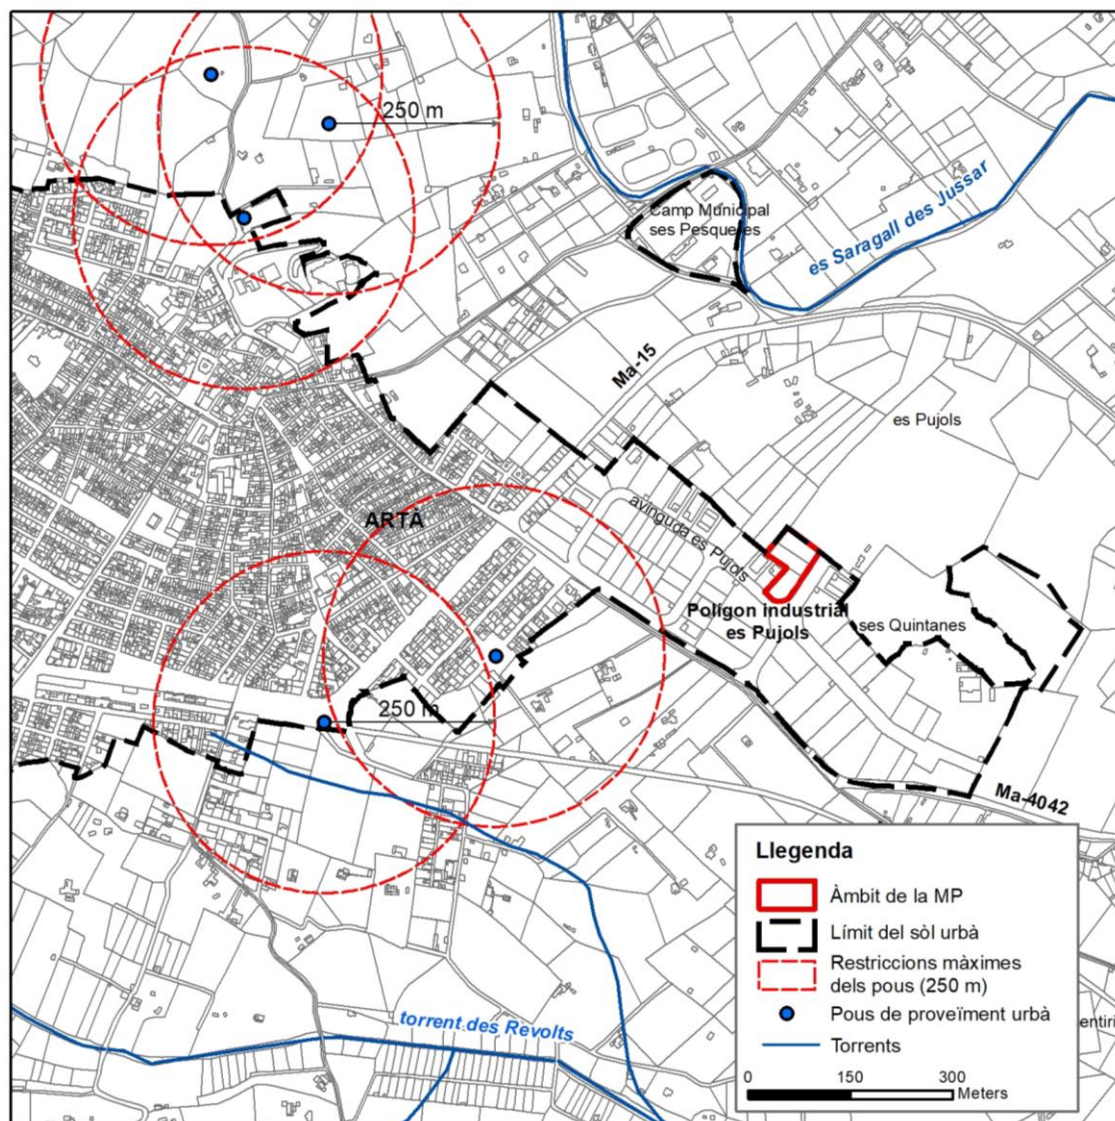 250 m
Camp Municipal
ses Pesqueres
es Saragall des Jussar
Ma-15
es Pujols
ARTÀ
avinguda es Pujols
Polígon industrial
es Pujols
ses Quintanes
250 m
Ma-4042
torrent des Revolts
Llegenda
Àmbit de la MP
Límit del sòl urbà
Restriccions màximes
dels pous (250 m)
Pous de proveïment urbà
Torrents
0 150 300
Meters